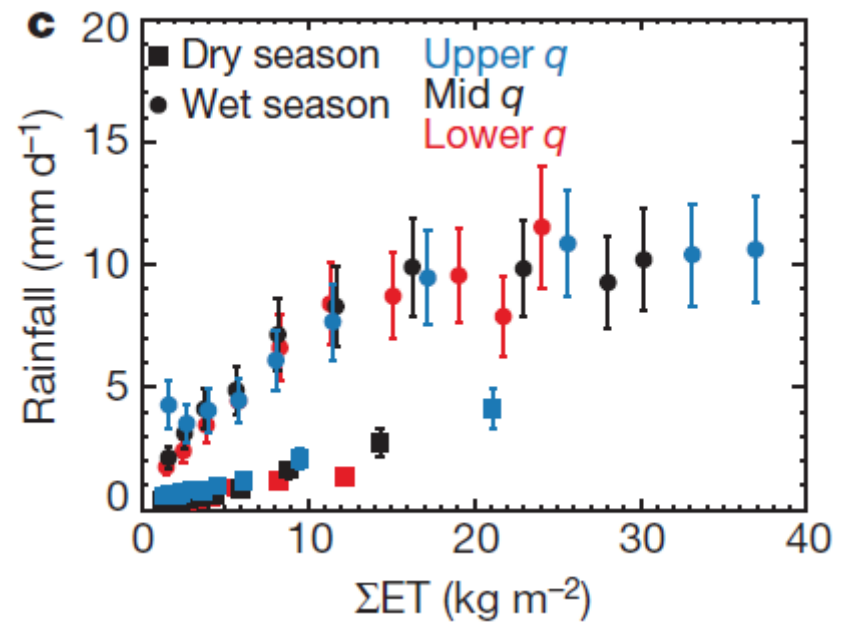 c
Dry season
Wet season
Upper q
Mid q
Lower q
Rainfall (mm d⁻¹)
20
15
10
5
0
0 10 20 30 40
ΣET (kg m⁻²)